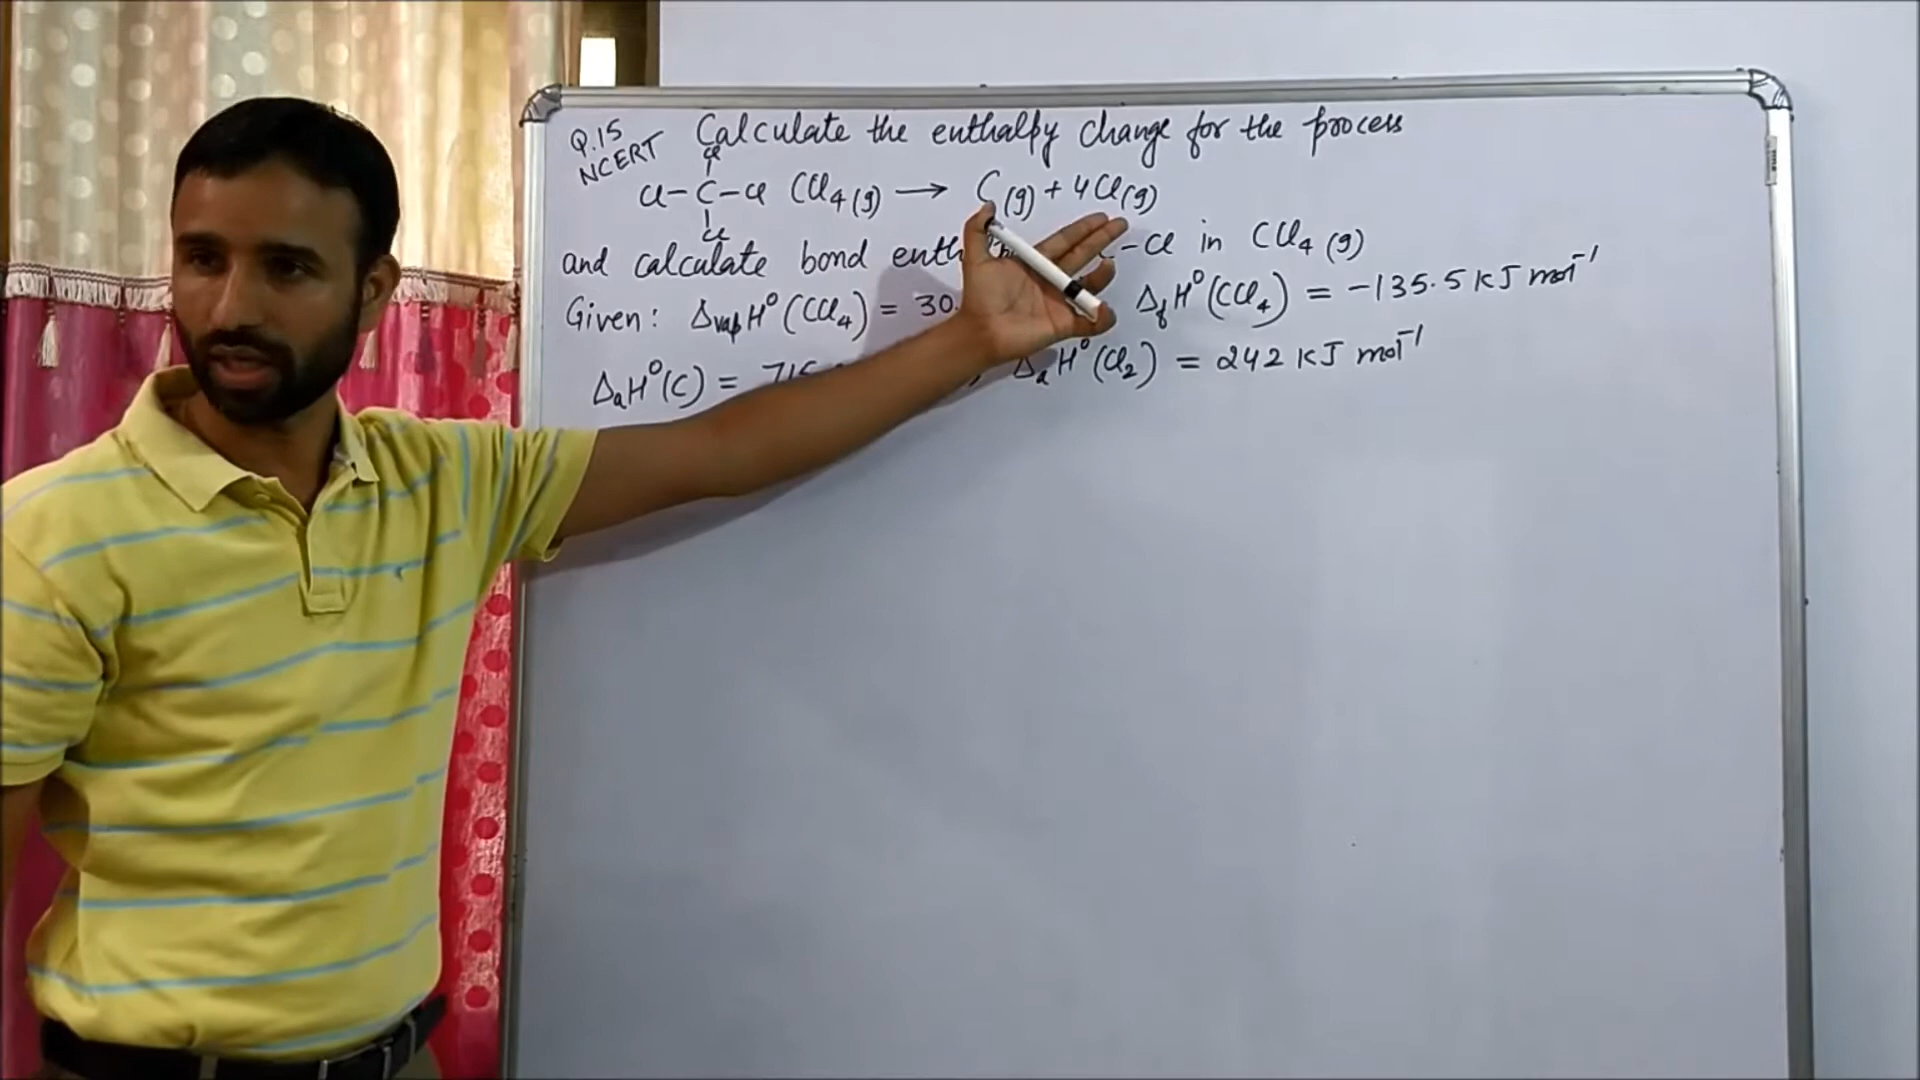 Q.15 Calculate the enthalpy change for the process
NCERT
Cl
Cl-C-Cl CCl4(g) → C(g) + 4Cl(g)
Cl
and calculate bond C-Cl in CCl4(g)
Given: ΔvapH°(CCl4) = 30. ΔfH°(CCl4) = -135.5 kJ mol⁻¹
ΔaH°(C) = 715 , ΔaH°(Cl2) = 242 kJ mol⁻¹